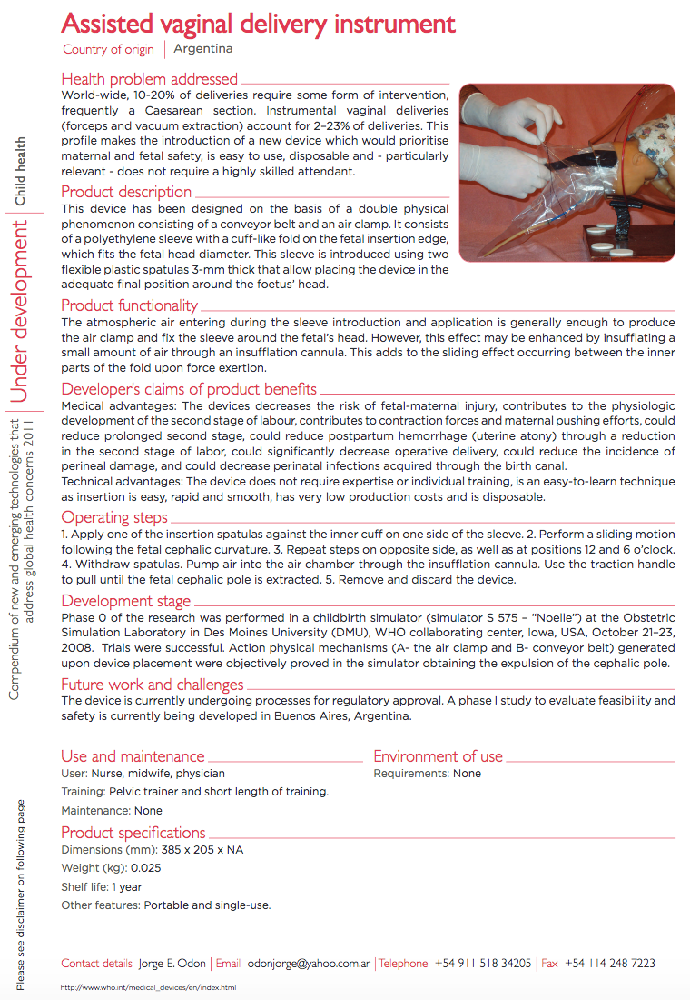 Assisted vaginal delivery instrument
Country of origin | Argentina
Health problem addressed
World-wide, 10-20% of deliveries require some form of intervention,
frequently a Caesarean section. Instrumental vaginal deliveries
(forceps and vacuum extraction) account for 2–23% of deliveries. This
profile makes the introduction of a new device which would prioritise
maternal and fetal safety, is easy to use, disposable and - particularly
relevant - does not require a highly skilled attendant.
Product description
This device has been designed on the basis of a double physical
phenomenon consisting of a conveyor belt and an air clamp. It consists
of a polyethylene sleeve with a cuff-like fold on the fetal insertion edge,
which fits the fetal head diameter. This sleeve is introduced using two
flexible plastic spatulas 3-mm thick that allow placing the device in the
adequate final position around the foetus' head.
Product functionality
The atmospheric air entering during the sleeve introduction and application is generally enough to produce
the air clamp and fix the sleeve around the fetal's head. However, this effect may be enhanced by insufflating a
small amount of air through an insufflation cannula. This adds to the sliding effect occurring between the inner
parts of the fold upon force exertion.
Developer's claims of product benefits
Medical advantages: The devices decreases the risk of fetal-maternal injury, contributes to the physiologic
development of the second stage of labour, contributes to contraction forces and maternal pushing efforts, could
reduce prolonged second stage, could reduce postpartum hemorrhage (uterine atony) through a reduction
in the second stage of labor, could significantly decrease operative delivery, could reduce the incidence of
perineal damage, and could decrease perinatal infections acquired through the birth canal.
Technical advantages: The device does not require expertise or individual training, is an easy-to-learn technique
as insertion is easy, rapid and smooth, has very low production costs and is disposable.
Operating steps
1. Apply one of the insertion spatulas against the inner cuff on one side of the sleeve. 2. Perform a sliding motion
following the fetal cephalic curvature. 3. Repeat steps on opposite side, as well as at positions 12 and 6 o'clock.
4. Withdraw spatulas. Pump air into the air chamber through the insufflation cannula. Use the traction handle
to pull until the fetal cephalic pole is extracted. 5. Remove and discard the device.
Development stage
Phase 0 of the research was performed in a childbirth simulator (simulator S 575 – "Noelle") at the Obstetric
Simulation Laboratory in Des Moines University (DMU), WHO collaborating center, Iowa, USA, October 21–23,
2008. Trials were successful. Action physical mechanisms (A- the air clamp and B- conveyor belt) generated
upon device placement were objectively proved in the simulator obtaining the expulsion of the cephalic pole.
Future work and challenges
The device is currently undergoing processes for regulatory approval. A phase I study to evaluate feasibility and
safety is currently being developed in Buenos Aires, Argentina.
Use and maintenance
User: Nurse, midwife, physician
Training: Pelvic trainer and short length of training.
Maintenance: None
Environment of use
Requirements: None
Product specifications
Dimensions (mm): 385 x 205 x NA
Weight (kg): 0.025
Shelf life: 1 year
Other features: Portable and single-use.
Contact details Jorge E. Odon | Email odonjorge@yahoo.com.ar | Telephone +54 911 518 34205 | Fax +54 114 248 7223
http://www.who.int/medical_devices/en/index.html
Compendium of new and emerging technologies that
address global health concerns 2011
Under development
Child health
Please see disclaimer on following page